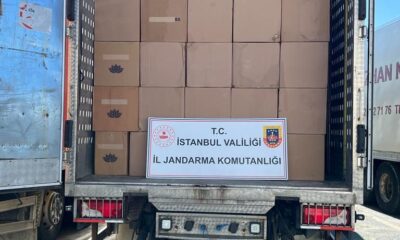 T.C.
İSTANBUL VALİLİĞİ
İL JANDARMA KOMUTANLIĞI